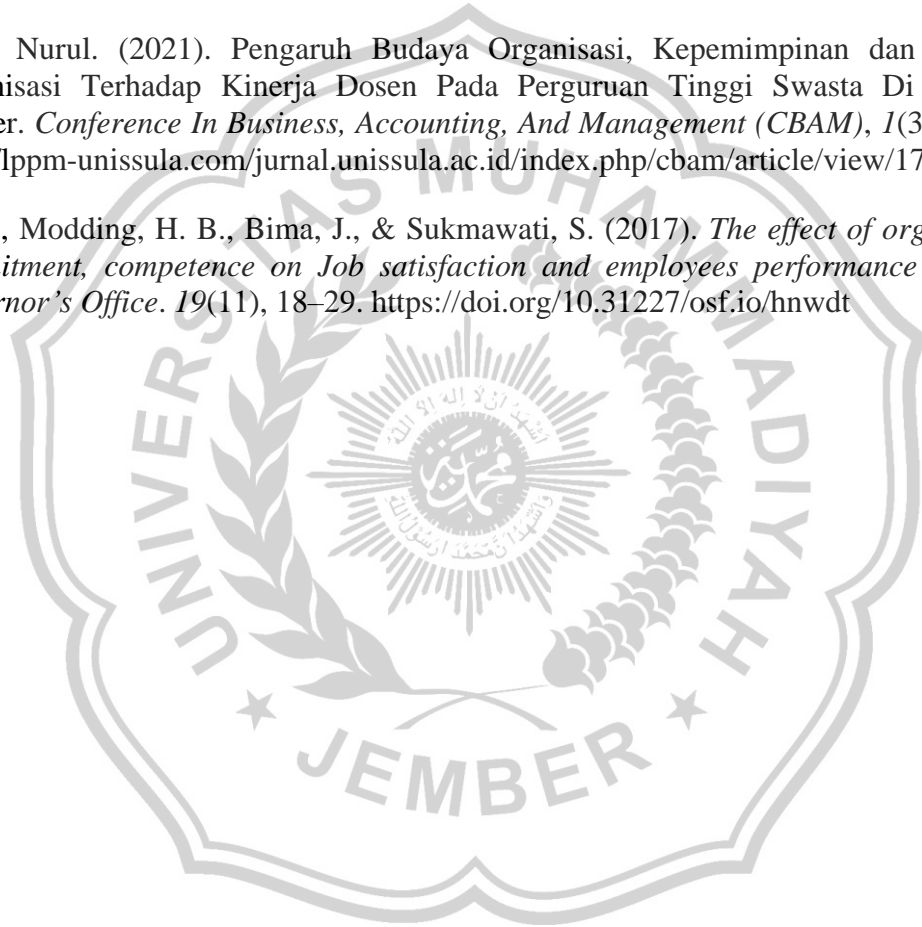 Nurul. (2021). Pengaruh Budaya Organisasi, Kepemimpinan dan
nisasi Terhadap Kinerja Dosen Pada Perguruan Tinggi Swasta Di
er. Conference In Business, Accounting, And Management (CBAM), 1(3
/lppm-unissula.com/jurnal.unissula.ac.id/index.php/cbam/article/view/17
, Modding, H. B., Bima, J., & Sukmawati, S. (2017). The effect of org
itment, competence on Job satisfaction and employees performance
rnor’s Office. 19(11), 18–29. https://doi.org/10.31227/osf.io/hnwdt
UNIVERSITAS MUHAMMADIYAH
JEMBER